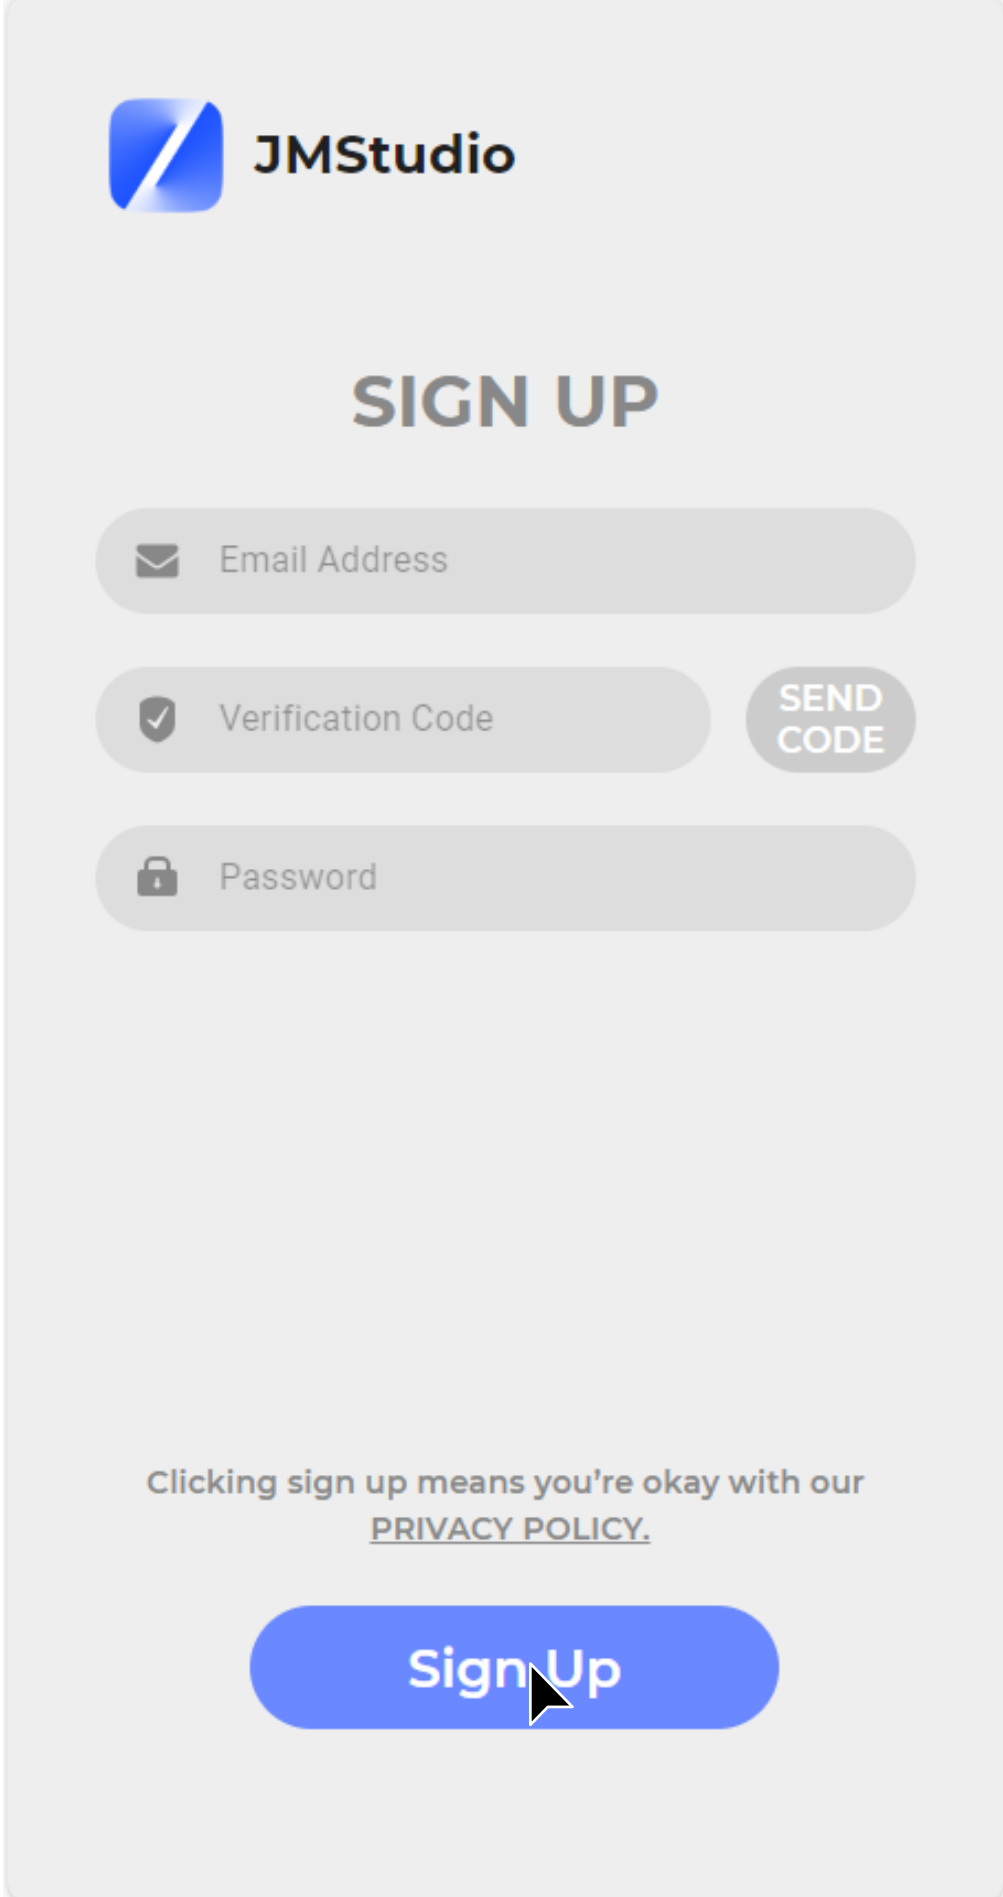 JMStudio
SIGN UP
Email Address
Verification Code
SEND
CODE
Password
Clicking sign up means you’re okay with our
PRIVACY POLICY.
Sign Up